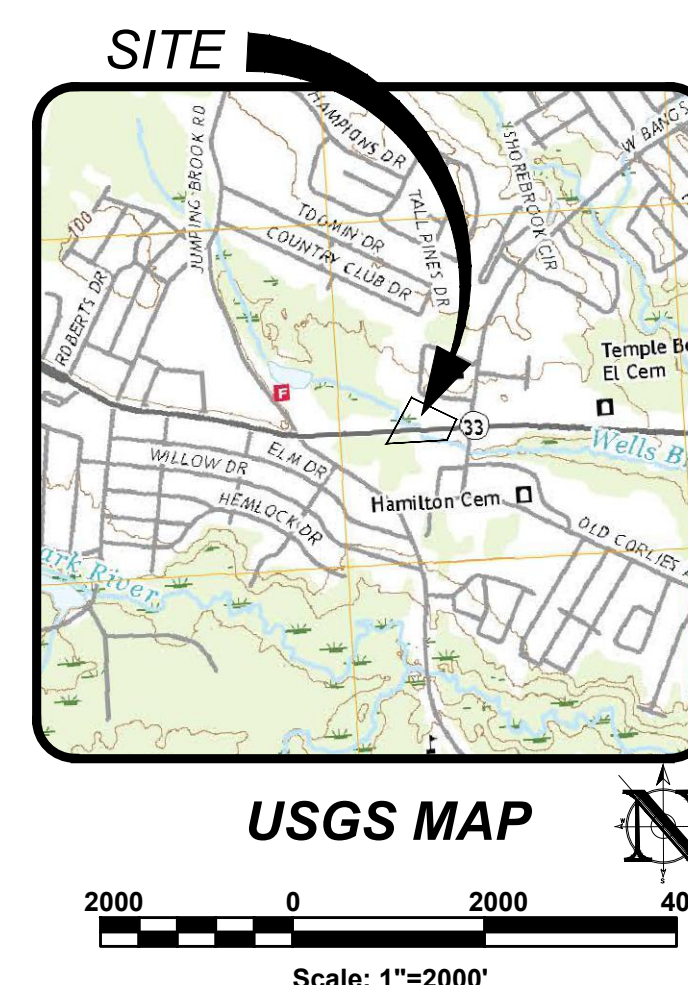 SITE
HAMPTONS DR
JUMPING BROOK RD
SHOREBROOK CIR
W BANGS
100
TOOMIN DR
TALL PINES DR
COUNTRY CLUB DR
ROBERTS DR
Temple Be
El Cem
F
33
Wells B
WILLOW DR
ELM DR
HEMLOCK DR
Hamilton Cem
OLD CORLIES A
ark River
USGS MAP
N
2000 0 2000 40
Scale: 1"=2000'